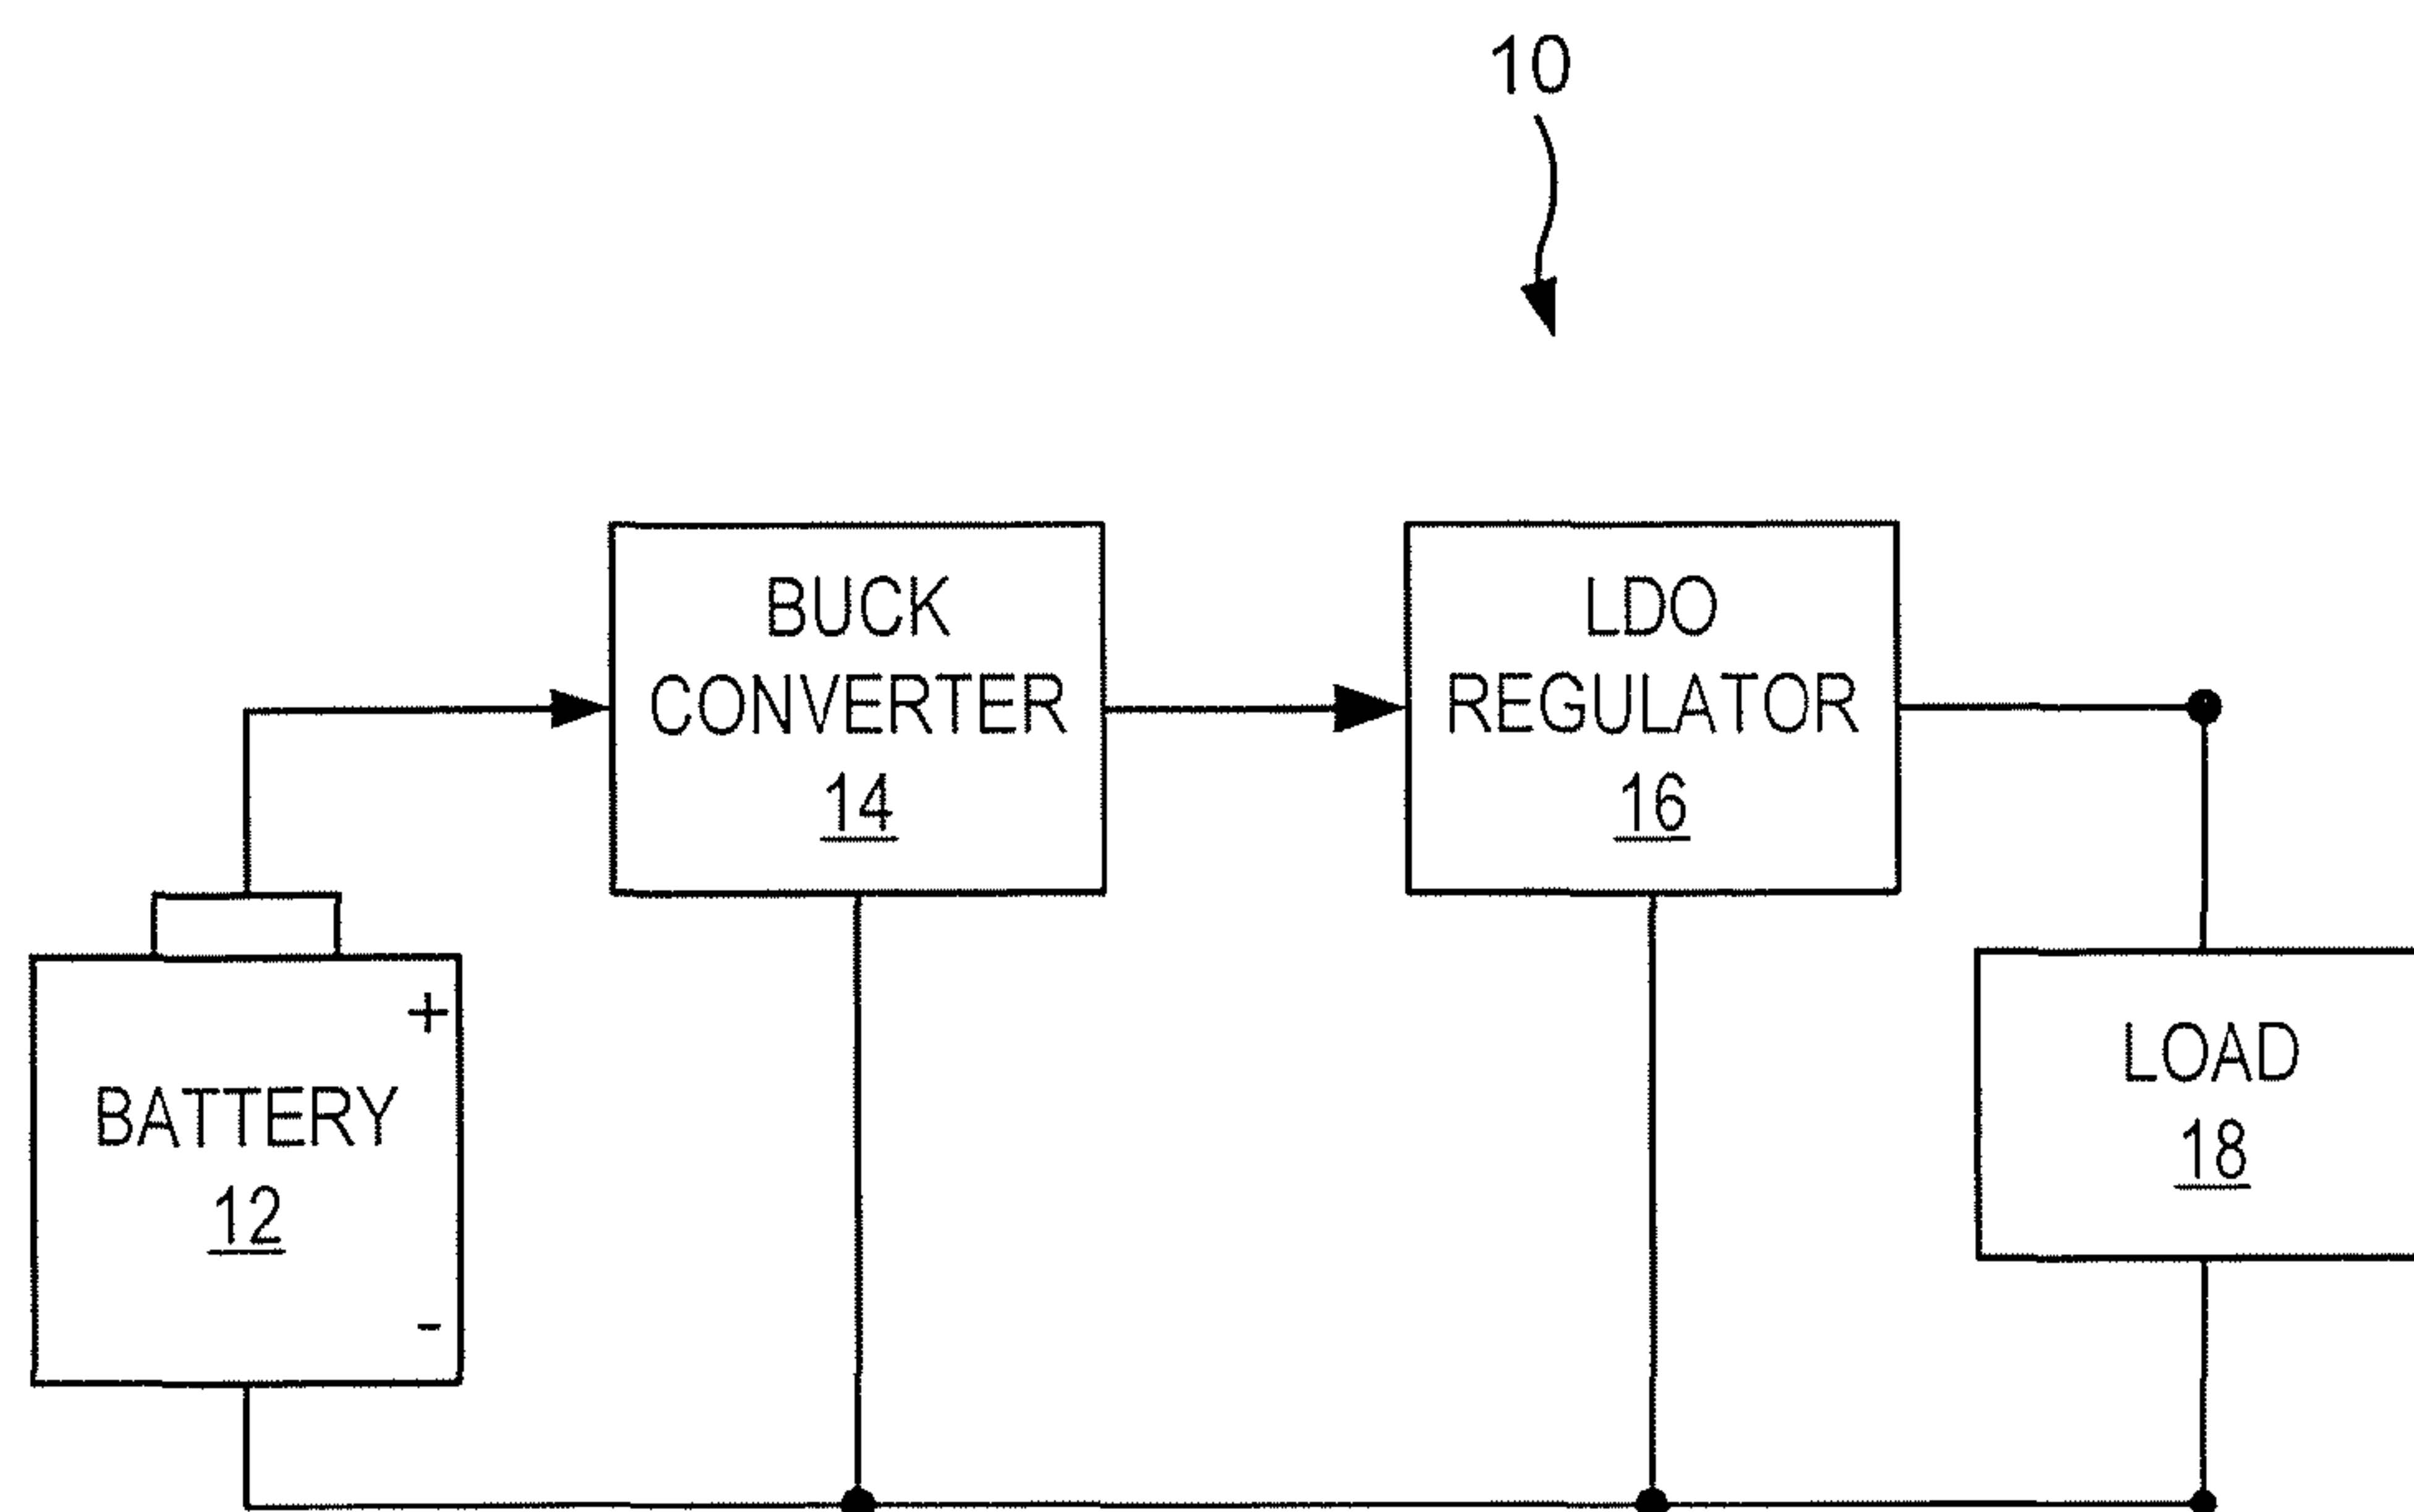 10
BUCK
CONVERTER
14
LDO
REGULATOR
16
+
BATTERY
12
-
LOAD
18